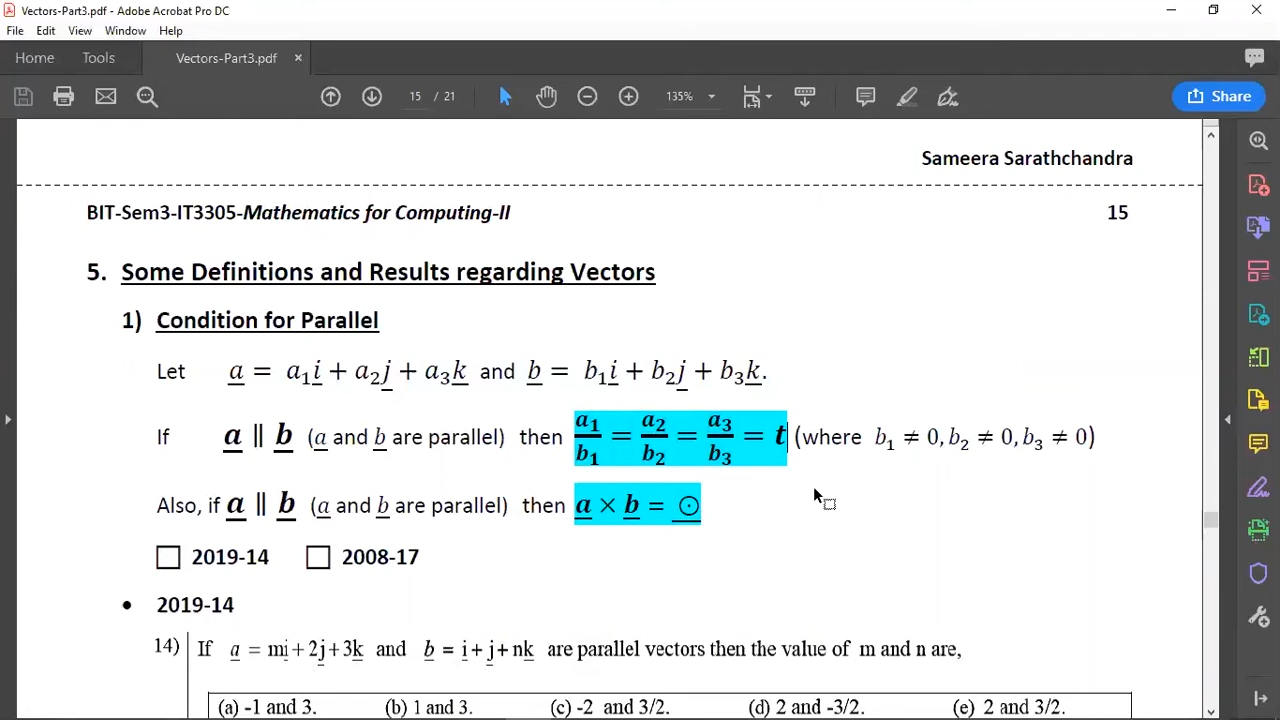 Vectors-Part3.pdf - Adobe Acrobat Pro DC
File Edit View Window Help
Home Tools Vectors-Part3.pdf ×
15 / 21 135% Share
Sameera Sarathchandra
BIT-Sem3-IT3305-Mathematics for Computing-II 15
5. Some Definitions and Results regarding Vectors
1) Condition for Parallel
Let a = a₁i + a₂j + a₃k and b = b₁i + b₂j + b₃k.
If a ∥ b (a and b are parallel) then a₁/b₁ = a₂/b₂ = a₃/b₃ = t (where b₁ ≠ 0, b₂ ≠ 0, b₃ ≠ 0)
Also, if a ∥ b (a and b are parallel) then a × b = ⊙
2019-14 2008-17
• 2019-14
14) If a = mi+2j+3k and b = i+j+nk are parallel vectors then the value of m and n are,
(a) -1 and 3. (b) 1 and 3. (c) -2 and 3/2. (d) 2 and -3/2. (e) 2 and 3/2.